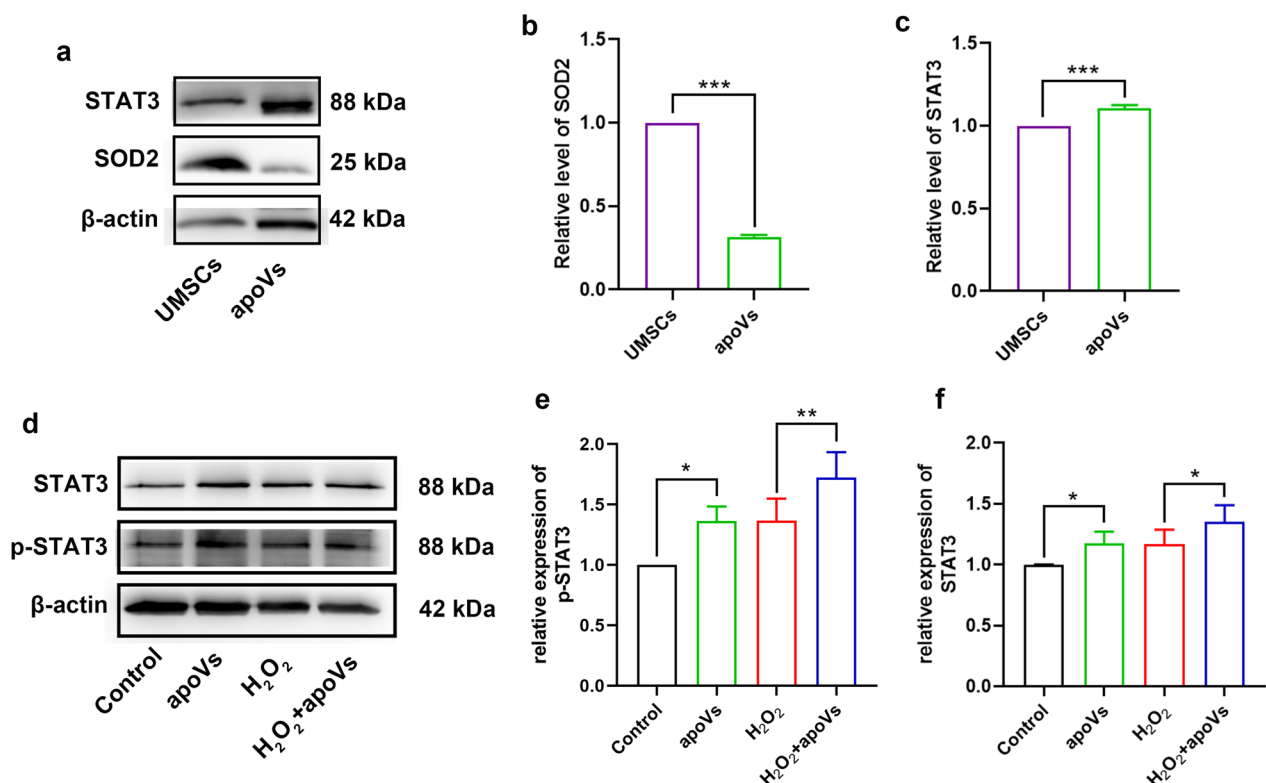 a
STAT3 88 kDa
SOD2 25 kDa
β-actin 42 kDa
UMSCs apoVs
b
Relative level of SOD2
1.5
1.0
0.5
0.0
***
UMSCs apoVs
c
Relative level of STAT3
1.5
1.0
0.5
0.0
***
UMSCs apoVs
d
STAT3 88 kDa
p-STAT3 88 kDa
β-actin 42 kDa
Control apoVs H₂O₂ H₂O₂+apoVs
e
relative expression of
p-STAT3
2.0
1.5
1.0
0.5
0.0
*
**
Control apoVs H₂O₂ H₂O₂+apoVs
f
relative expression of
STAT3
2.0
1.5
1.0
0.5
0.0
*
*
Control apoVs H₂O₂ H₂O₂+apoVs